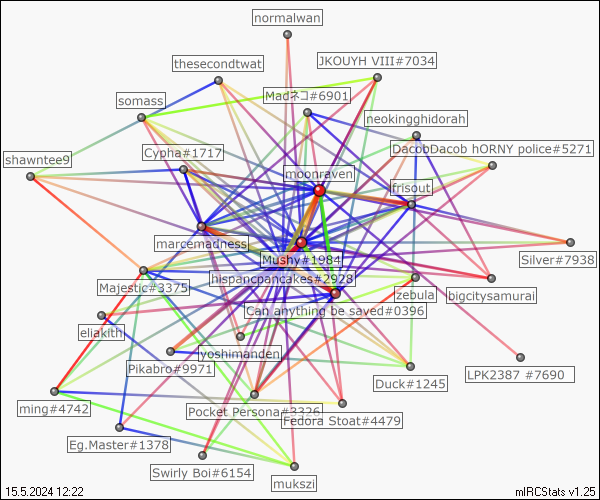 normalwan
thesecondtwat
JKOUYH VIII#7034
somass
Madネコ#6901
neokingghidorah
DacobDacob hORNY police#5271
Cypha#1717
shawntee9
moonraven
frisout
marcemadness
Mushy#1984
Silver#7938
hispancpancakes#2928
Majestic#3375
zebula
bigcitysamurai
Can anything be saved#0396
eliakith
yoshimanden
Pikabro#9971
LPK2387 #7690
Duck#1245
ming#4742
Pocket Persona#3326
Fedora Stoat#4479
Eg.Master#1378
Swirly Boi#6154
mukszi
15.5.2024 12:22
mIRCStats v1.25